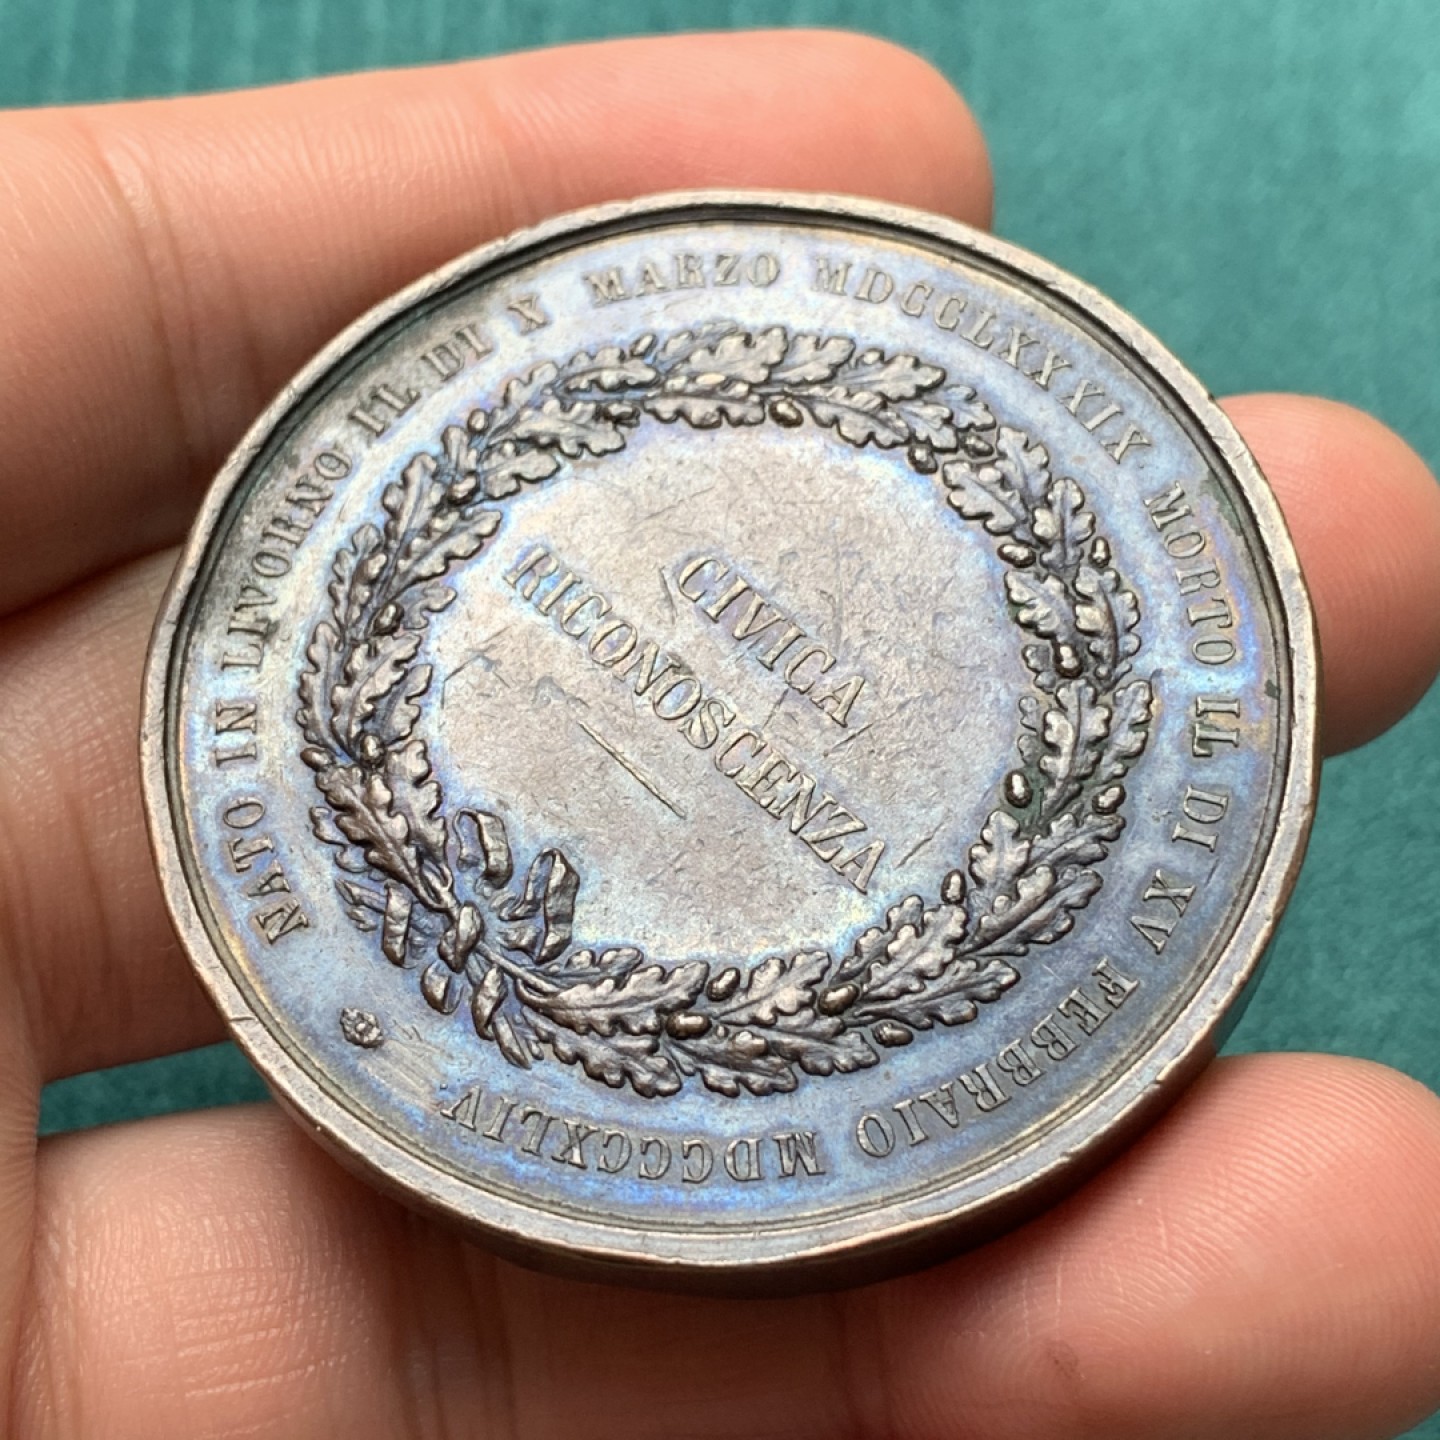 NATO IN LIVORNO IL DI X MARZO MDCCLXXXIX MORTO IL DI XV FEBBRAIO MDCCCXLIV
CIVICA
RICONOSCENZA